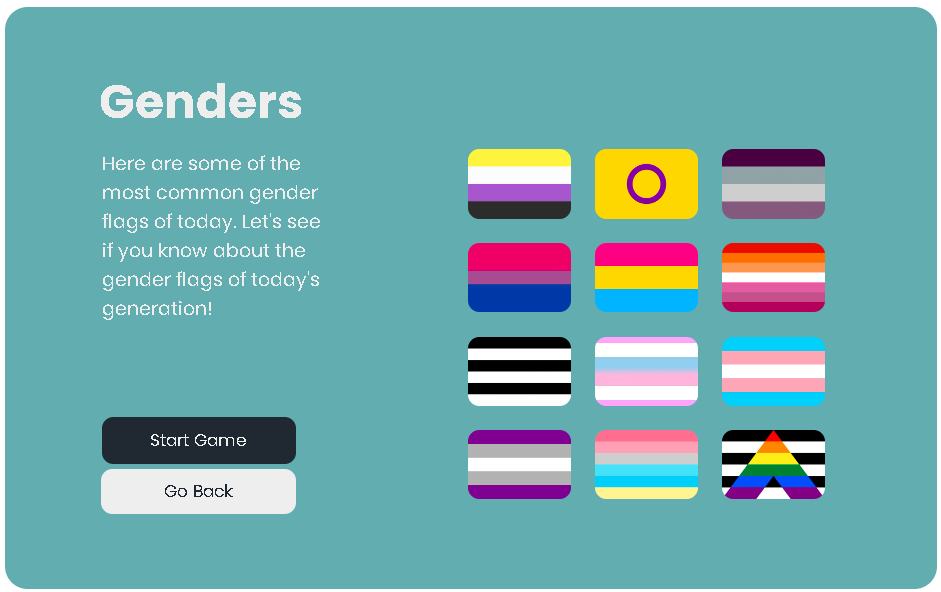 Genders
Here are some of the
most common gender
flags of today. Let's see
if you know about the
gender flags of today's
generation!
Start Game
Go Back